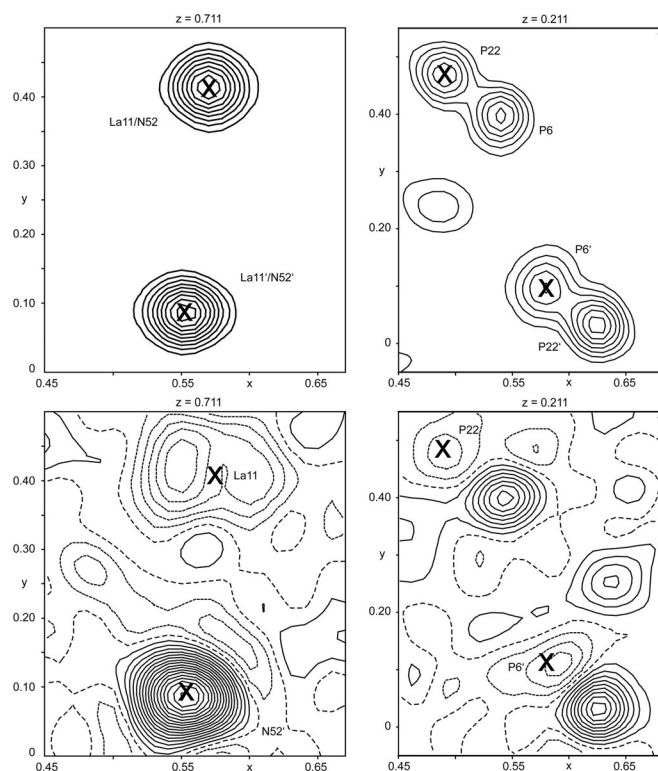 z = 0.711
0.40
X
La11/N52
0.30
y
0.20
La11'/N52'
0.10
X
0
0.45 0.55 x 0.65
z = 0.211
P22
X
P6
0.40
y
0.20
P6'
X
P22'
0
0.45 0.55 x 0.65
z = 0.711
0.40
X La11
0.30
y
0.20
0.10
X
N52'
0
0.45 0.55 x 0.65
z = 0.211
P22
X
0.40
y
0.20
P6' X
0
0.45 0.55 x 0.65